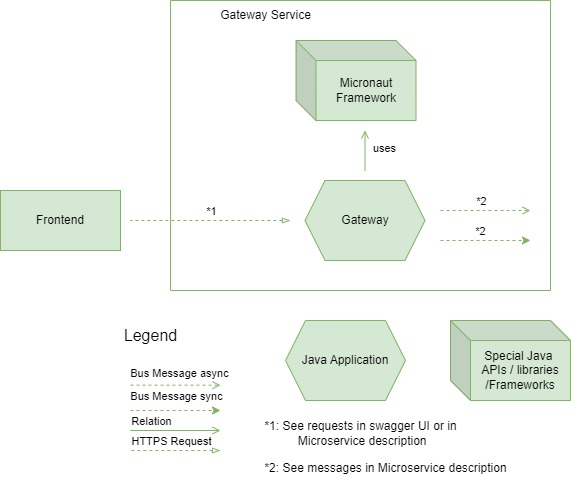 Gateway Service
Micronaut
Framework
uses
Frontend
*1
Gateway
*2
*2
Legend
Bus Message async
Bus Message sync
Relation
HTTPS Request
Java Application
Special Java
APIs / libraries
/Frameworks
*1: See requests in swagger UI or in
Microservice description
*2: See messages in Microservice description